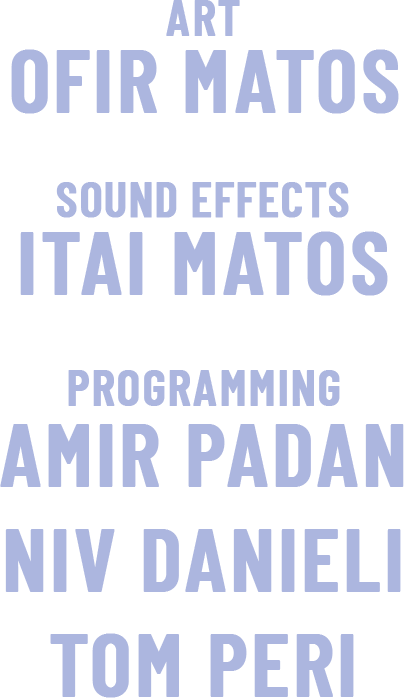 ART
OFIR MATOS
SOUND EFFECTS
ITAI MATOS
PROGRAMMING
AMIR PADAN
NIV DANIELI
TOM PERI